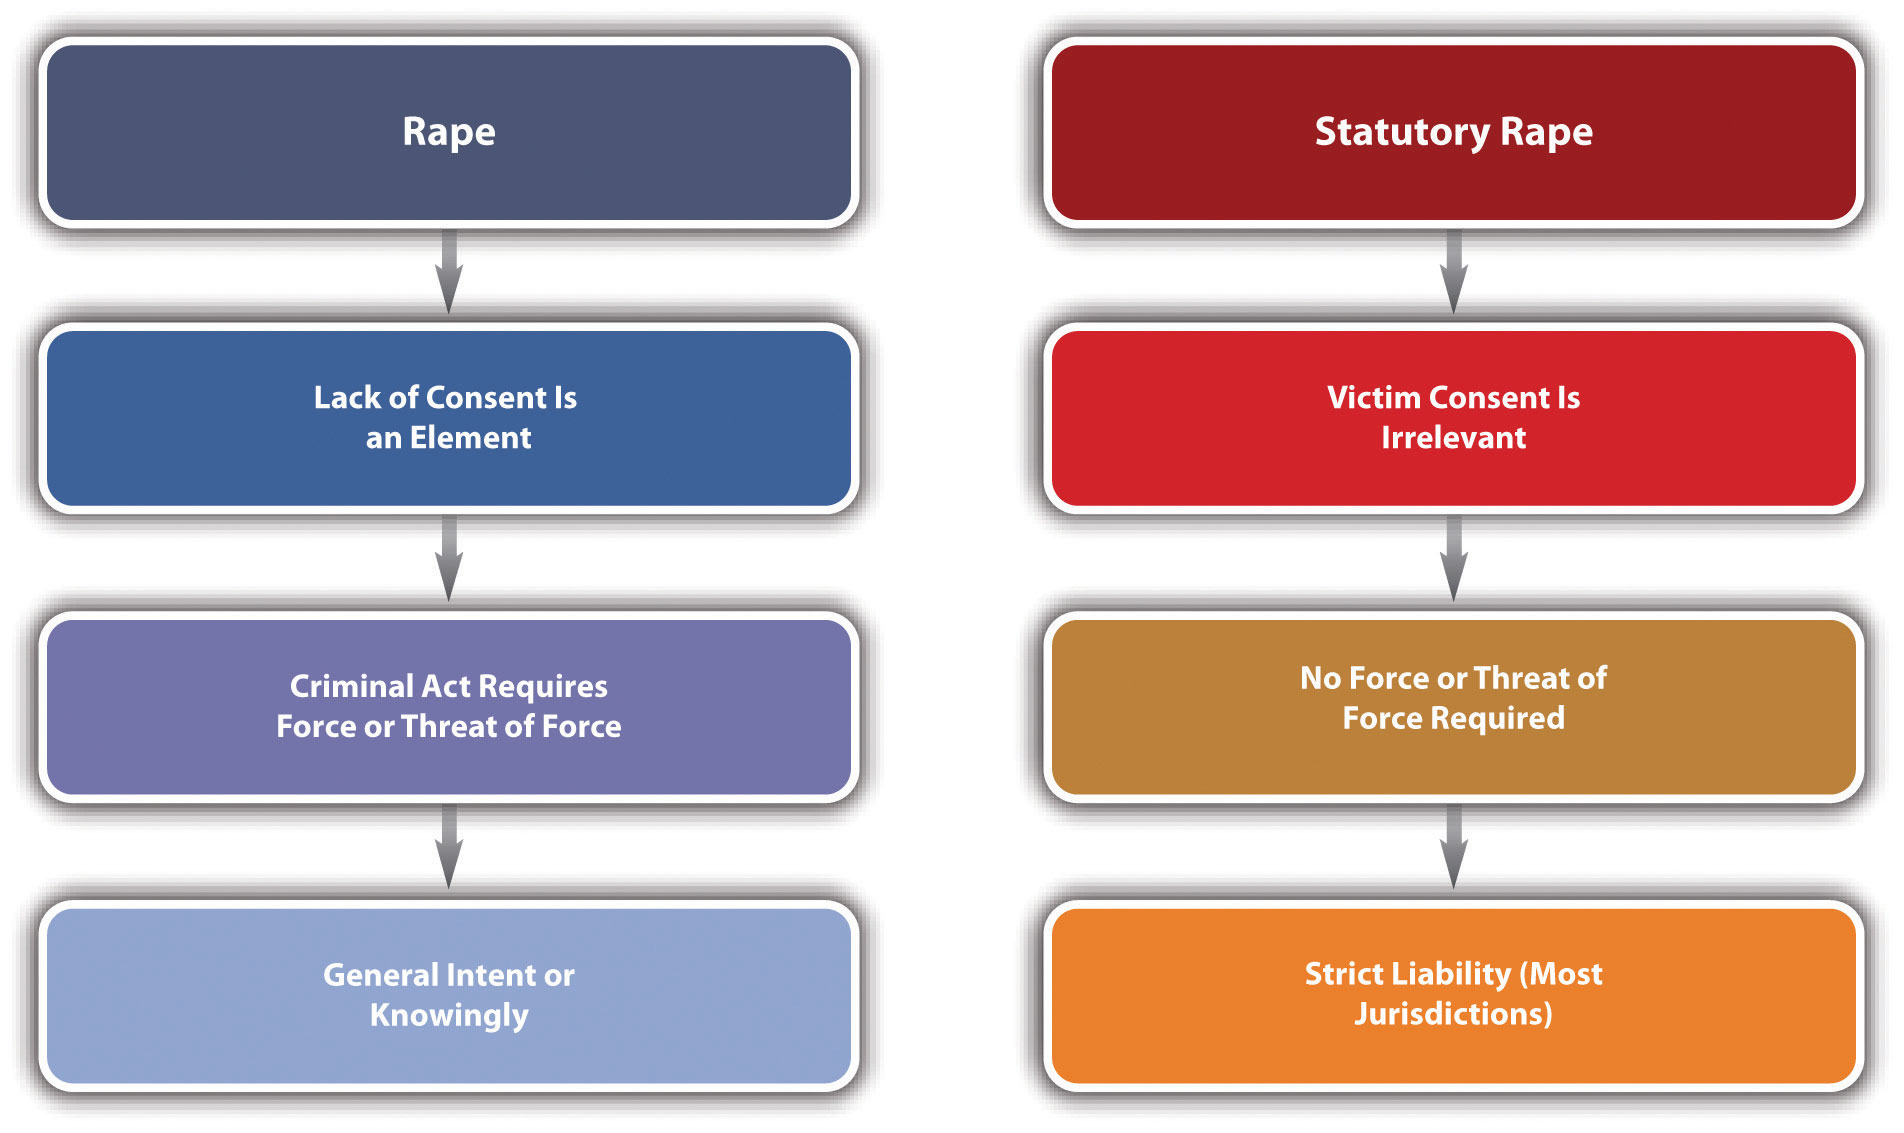 Rape
Lack of Consent Is
an Element
Criminal Act Requires
Force or Threat of Force
General Intent or
Knowingly
Statutory Rape
Victim Consent Is
Irrelevant
No Force or Threat of
Force Required
Strict Liability (Most
Jurisdictions)